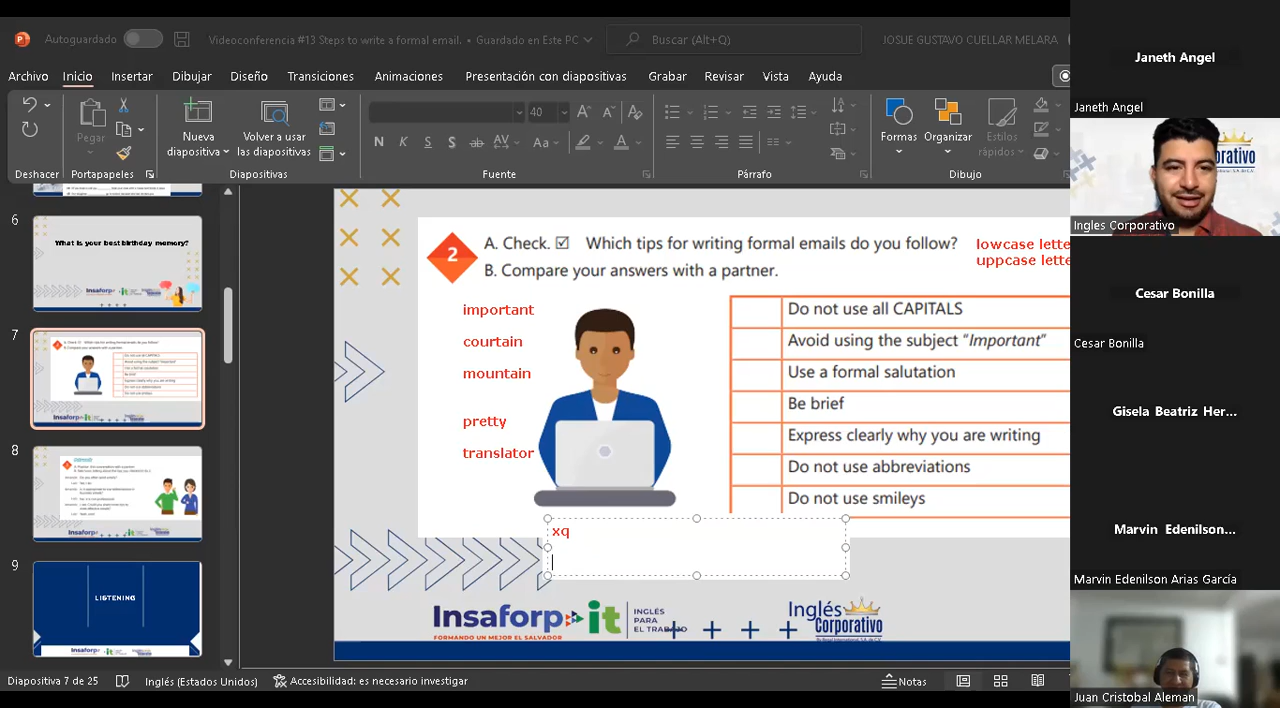 Autoguardado
Videoconferencia #13 Steps to write a formal email. • Guardado en Este PC
Buscar (Alt+Q)
JOSUE GUSTAVO CUELLAR MELARA
Archivo Inicio Insertar Dibujar Diseño Transiciones Animaciones Presentación con diapositivas Grabar Revisar Vista Ayuda
40
Pegar
Nueva diapositiva
Volver a usar las diapositivas
Formas
Organizar
Estilos rápidos
N K S S ab AV Aa A
Deshacer Portapapeles Diapositivas Fuente Párrafo Dibujo
6
What is your best birthday memory?
7
8
9
LISTENING
2
A. Check. ☑ Which tips for writing formal emails do you follow?
B. Compare your answers with a partner.
lowcase lette
uppcase lette
important
courtain
mountain
pretty
translator
Do not use all CAPITALS
Avoid using the subject "Important"
Use a formal salutation
Be brief
Express clearly why you are writing
Do not use abbreviations
Do not use smileys
xq
Insaforp it
FORMANDO UN MEJOR EL SALVADOR
INGLÉS
PARA
EL TRABAJO
Inglés
Corporativo
Diapositiva 7 de 25
Inglés (Estados Unidos)
Accesibilidad: es necesario investigar
Notas
Janeth Angel
Janeth Angel
Ingles Corporativo
Cesar Bonilla
Cesar Bonilla
Gisela Beatriz Her...
Marvin Edenilson...
Marvin Edenilson Arias García
Juan Cristobal Aleman